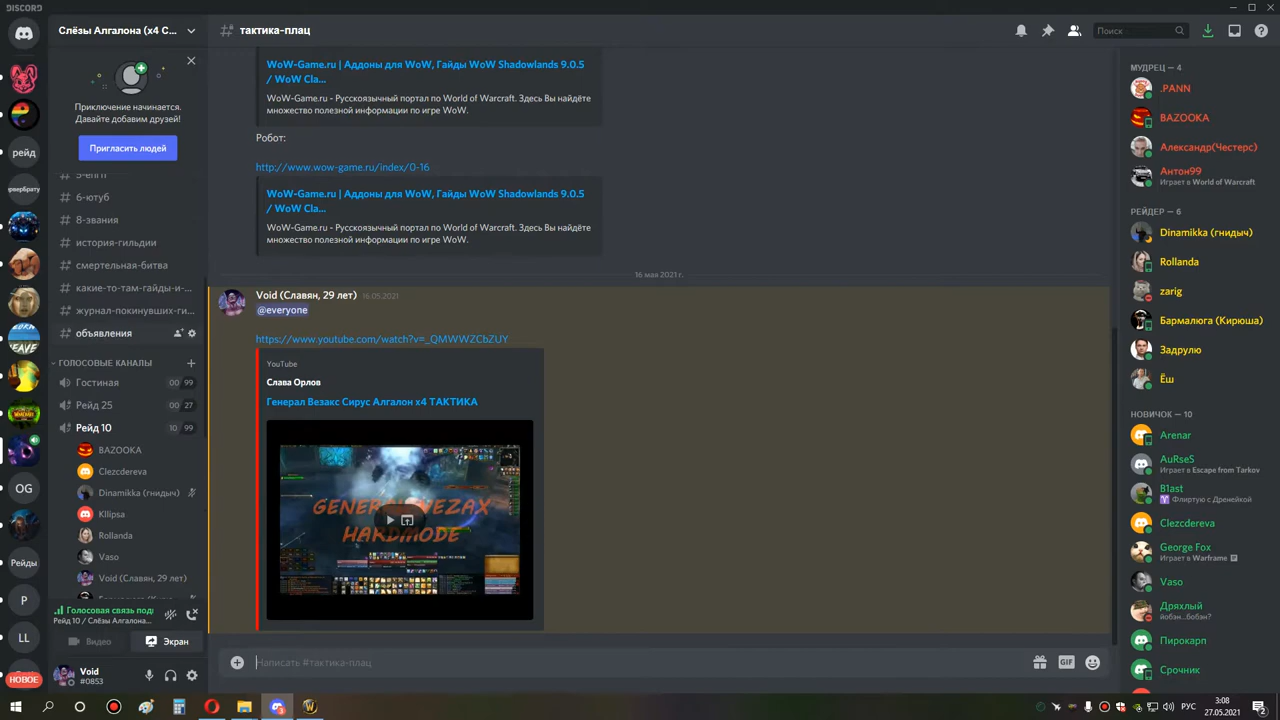 DISCORD
Слёзы Алгалона (x4 С...
Приключение начинается.
Давайте добавим друзей!
Пригласить людей
6-ютуб
8-звания
история-гильдии
смертельная-битва
какие-то-там-гайды-и-...
журнал-покинувших-ги...
объявления
ГОЛОСОВЫЕ КАНАЛЫ
Гостиная 00 99
Рейд 25 00 27
Рейд 10 10 99
BAZOOKA
Clezcdereva
Dinamikka (гнидыч)
Kllipsa
Rollanda
Vaso
Void (Славян, 29 лет)
Голосовая связь подк
Рейд 10 / Слёзы Алгалона...
Видео
Экран
Void
#0853
рейд
OG
Рейды
P
LL
НОВОЕ
тактика-плац
Поиск
WoW-Game.ru | Аддоны для WoW, Гайды WoW Shadowlands 9.0.5
/ WoW Cla...
WoW-Game.ru - Русскоязычный портал по World of Warcraft. Здесь Вы найдёте
множество полезной информации по игре WoW.
Робот:
http://www.wow-game.ru/index/0-16
WoW-Game.ru | Аддоны для WoW, Гайды WoW Shadowlands 9.0.5
/ WoW Cla...
WoW-Game.ru - Русскоязычный портал по World of Warcraft. Здесь Вы найдёте
множество полезной информации по игре WoW.
16 мая 2021 г.
Void (Славян, 29 лет) 16.05.2021
@everyone
https://www.youtube.com/watch?v=_QMWWZCbZUY
YouTube
Слава Орлов
Генерал Везакс Сирус Алгалон х4 ТАКТИКА
GENERAL VEZAX
HARDMODE
Написать #тактика-плац
GIF
МУДРЕЦ — 4
.PANN
BAZOOKA
Александр(Честерс)
Антон99
Играет в World of Warcraft
РЕЙДЕР — 6
Dinamikka (гнидыч)
Rollanda
zarig
Бармалюга (Кирюша)
Задрулю
Ёш
НОВИЧОК — 10
Arenar
AuRseS
Играет в Escape from Tarkov
B1ast
Флиртую с Дренейкой
Clezcdereva
George Fox
Играет в Warframe
Vaso
Дряхлый
йобэн...бобэн?
Пирокарп
Срочник
РУС
3:08
27.05.2021